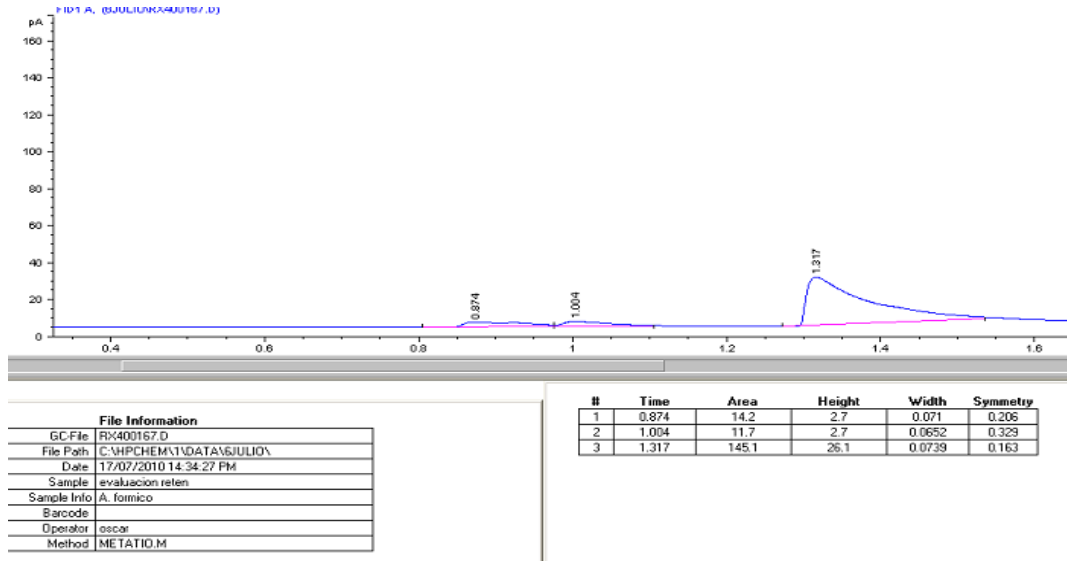 FID1 A, (6JULIO\RX400167.D)
pA
160
140
120
100
80
60
40
20
0
0.874
1.004
1.317
0.4 0.6 0.8 1 1.2 1.4 1.6
File Information
GC-File RX400167.D
File Path C:\HPCHEM\1\DATA\6JULIO\
Date 17/07/2010 14:34:27 PM
Sample evaluacion reten
Sample Info A. formico
Barcode
Operator oscar
Method METATIO.M
# Time Area Height Width Symmetry
1 0.874 14.2 2.7 0.071 0.206
2 1.004 11.7 2.7 0.0652 0.329
3 1.317 145.1 26.1 0.0739 0.163